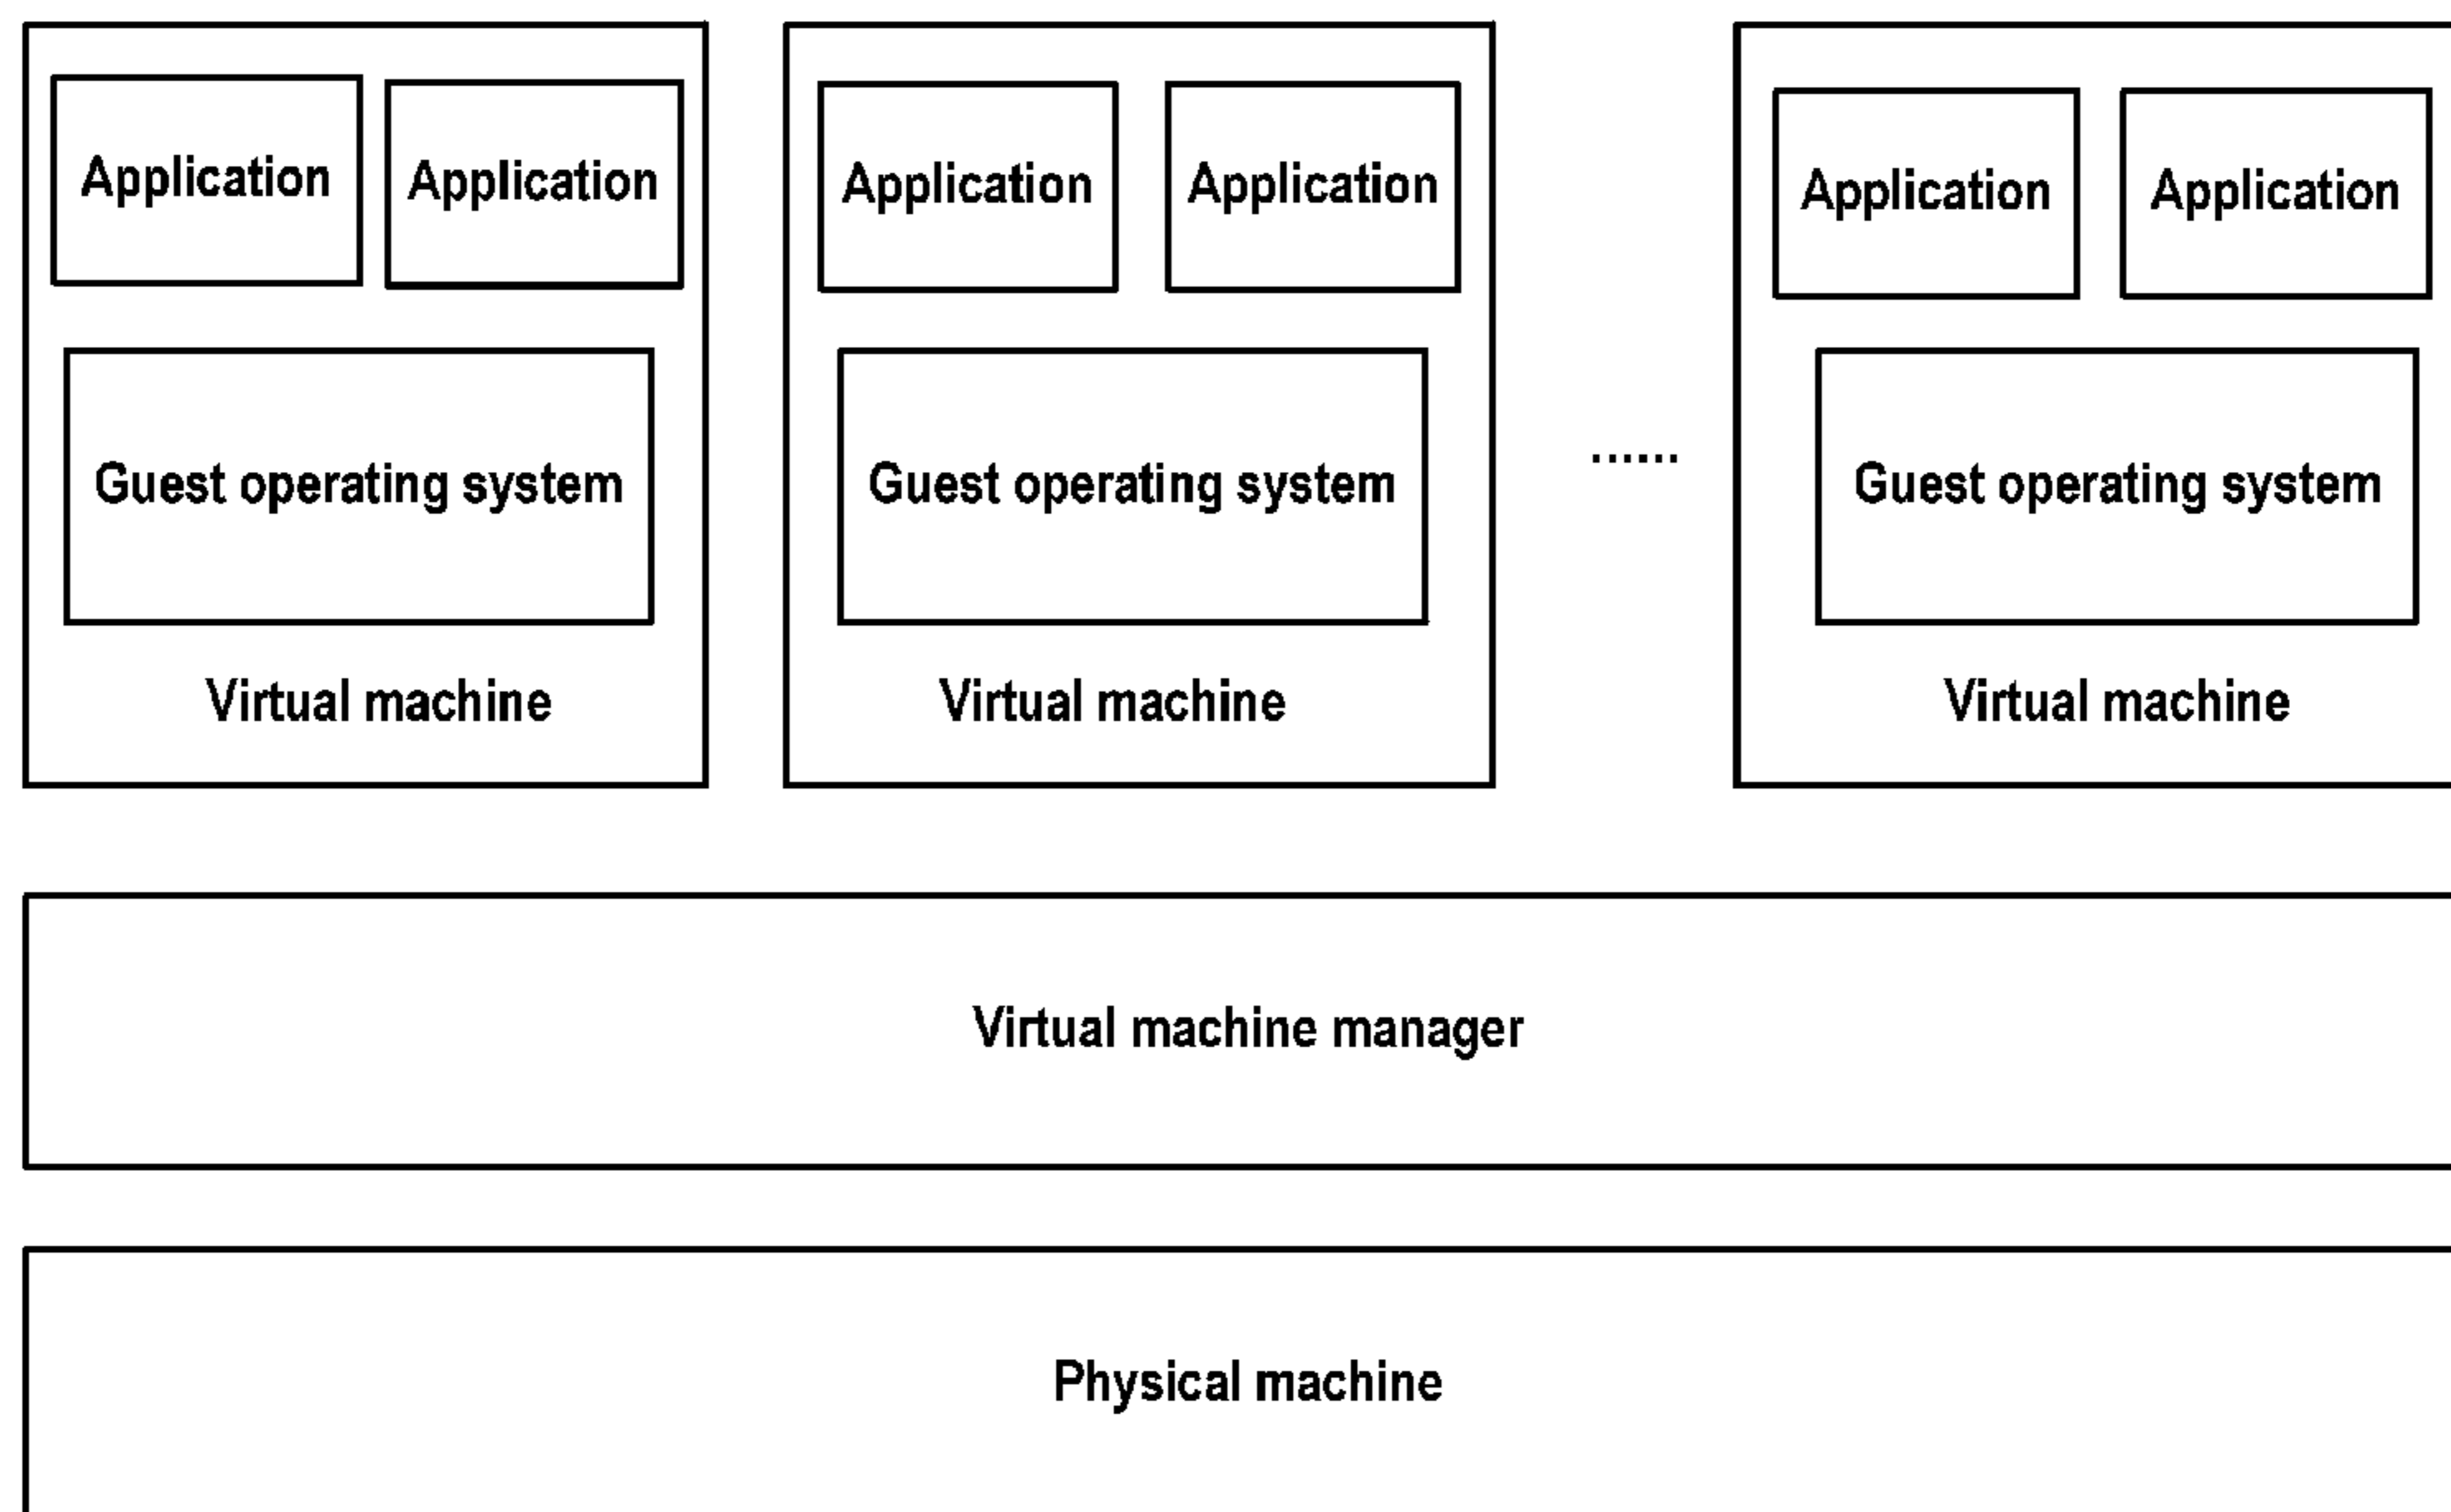 Application
Application
Application
Application
Application
Application
Guest operating system
Guest operating system
......
Guest operating system
Virtual machine
Virtual machine
Virtual machine
Virtual machine manager
Physical machine